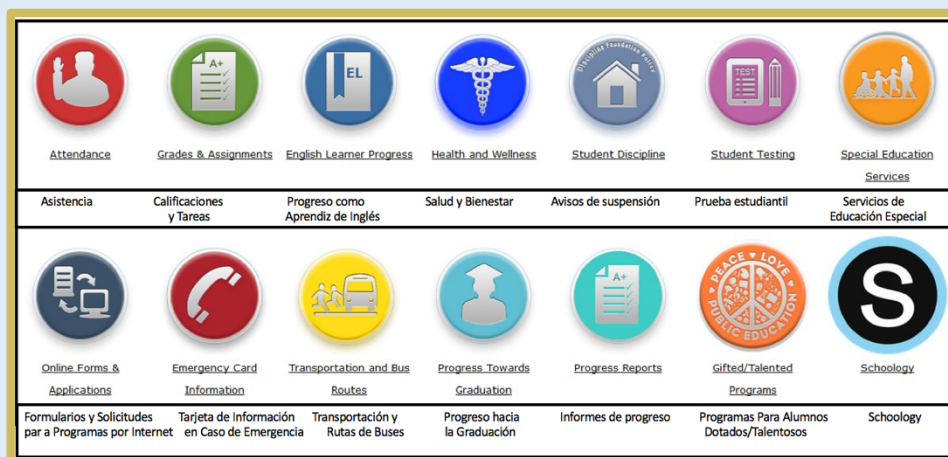 A+
EL
Discipline Foundation Policy
TEST
Attendance
Grades & Assignments
English Learner Progress
Health and Wellness
Student Discipline
Student Testing
Special Education
Services
Asistencia
Calificaciones
y Tareas
Progreso como
Aprendiz de Inglés
Salud y Bienestar
Avisos de suspensión
Prueba estudiantil
Servicios de
Educación Especial
A+
PEACE ♥ LOVE
PUBLIC EDUCATION
S
Online Forms &
Applications
Emergency Card
Information
Transportation and Bus
Routes
Progress Towards
Graduation
Progress Reports
Gifted/Talented
Programs
Schoology
Formularios y Solicitudes
par a Programas por Internet
Tarjeta de Información
en Caso de Emergencia
Transportación y
Rutas de Buses
Progreso hacia
la Graduación
Informes de progreso
Programas Para Alumnos
Dotados/Talentosos
Schoology